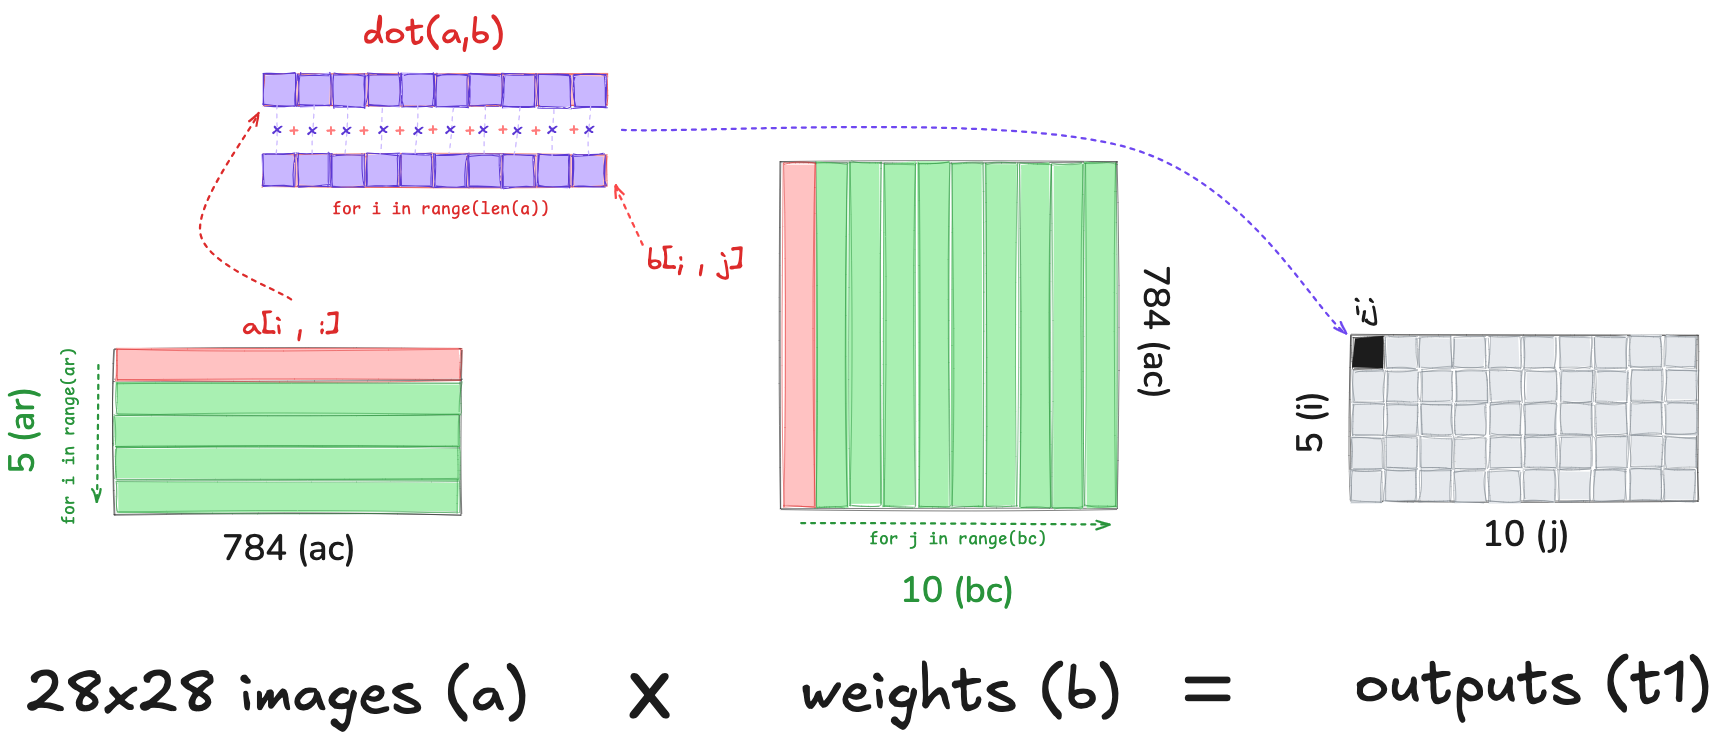 dot(a,b)
× + × + × + × + × + × + × + × + × + ×
for i in range(len(a))
b[: , j]
a[i , :]
5 (ar)
for i in range(ar)
784 (ac)
784 (ac)
for j in range(bc)
10 (bc)
i,j
5 (i)
10 (j)
28x28 images (a) x weights (b) = outputs (t1)